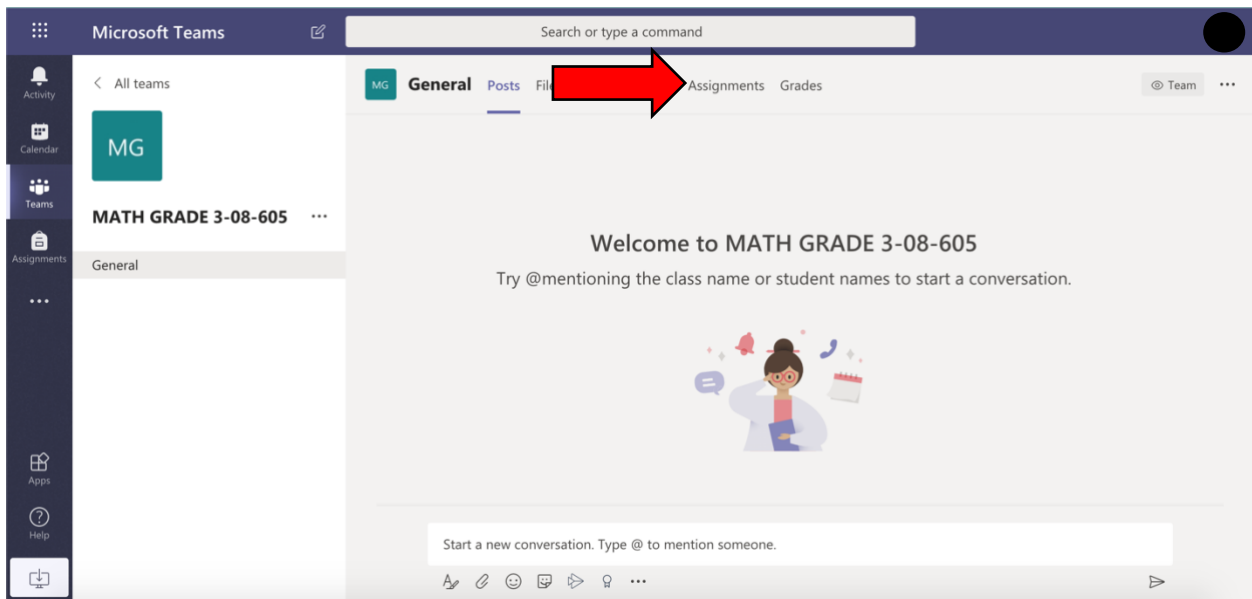 Microsoft Teams
Search or type a command
Activity
Calendar
Teams
Assignments
Apps
Help
All teams
MG
MATH GRADE 3-08-605
General
MG General Posts Assignments Grades
Team
Welcome to MATH GRADE 3-08-605
Try @mentioning the class name or student names to start a conversation.
Start a new conversation. Type @ to mention someone.